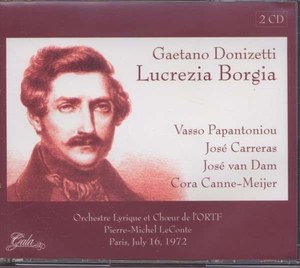 2 CD
Gaetano Donizetti
Lucrezia Borgia
Vasso Papantoniou
José Carreras
José van Dam
Cora Canne-Meijer
Orchestre Lyrique et Chœur de l'ORTF
Pierre-Michel LeConte
Paris, July 16, 1972
Gala